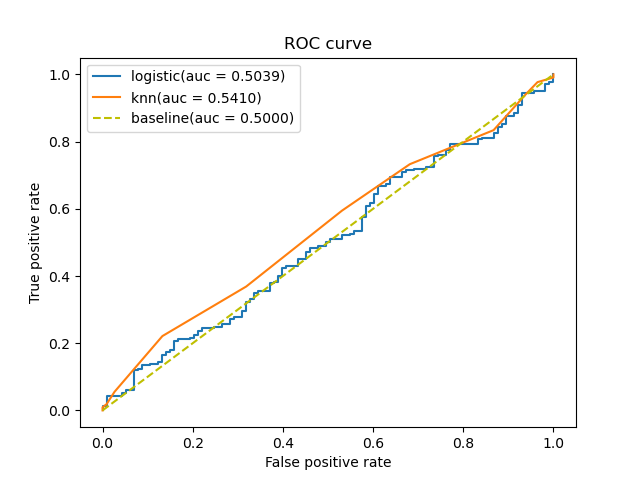 ROC curve
logistic(auc = 0.5039)
knn(auc = 0.5410)
baseline(auc = 0.5000)
True positive rate
1.0
0.8
0.6
0.4
0.2
0.0
0.0 0.2 0.4 0.6 0.8 1.0
False positive rate